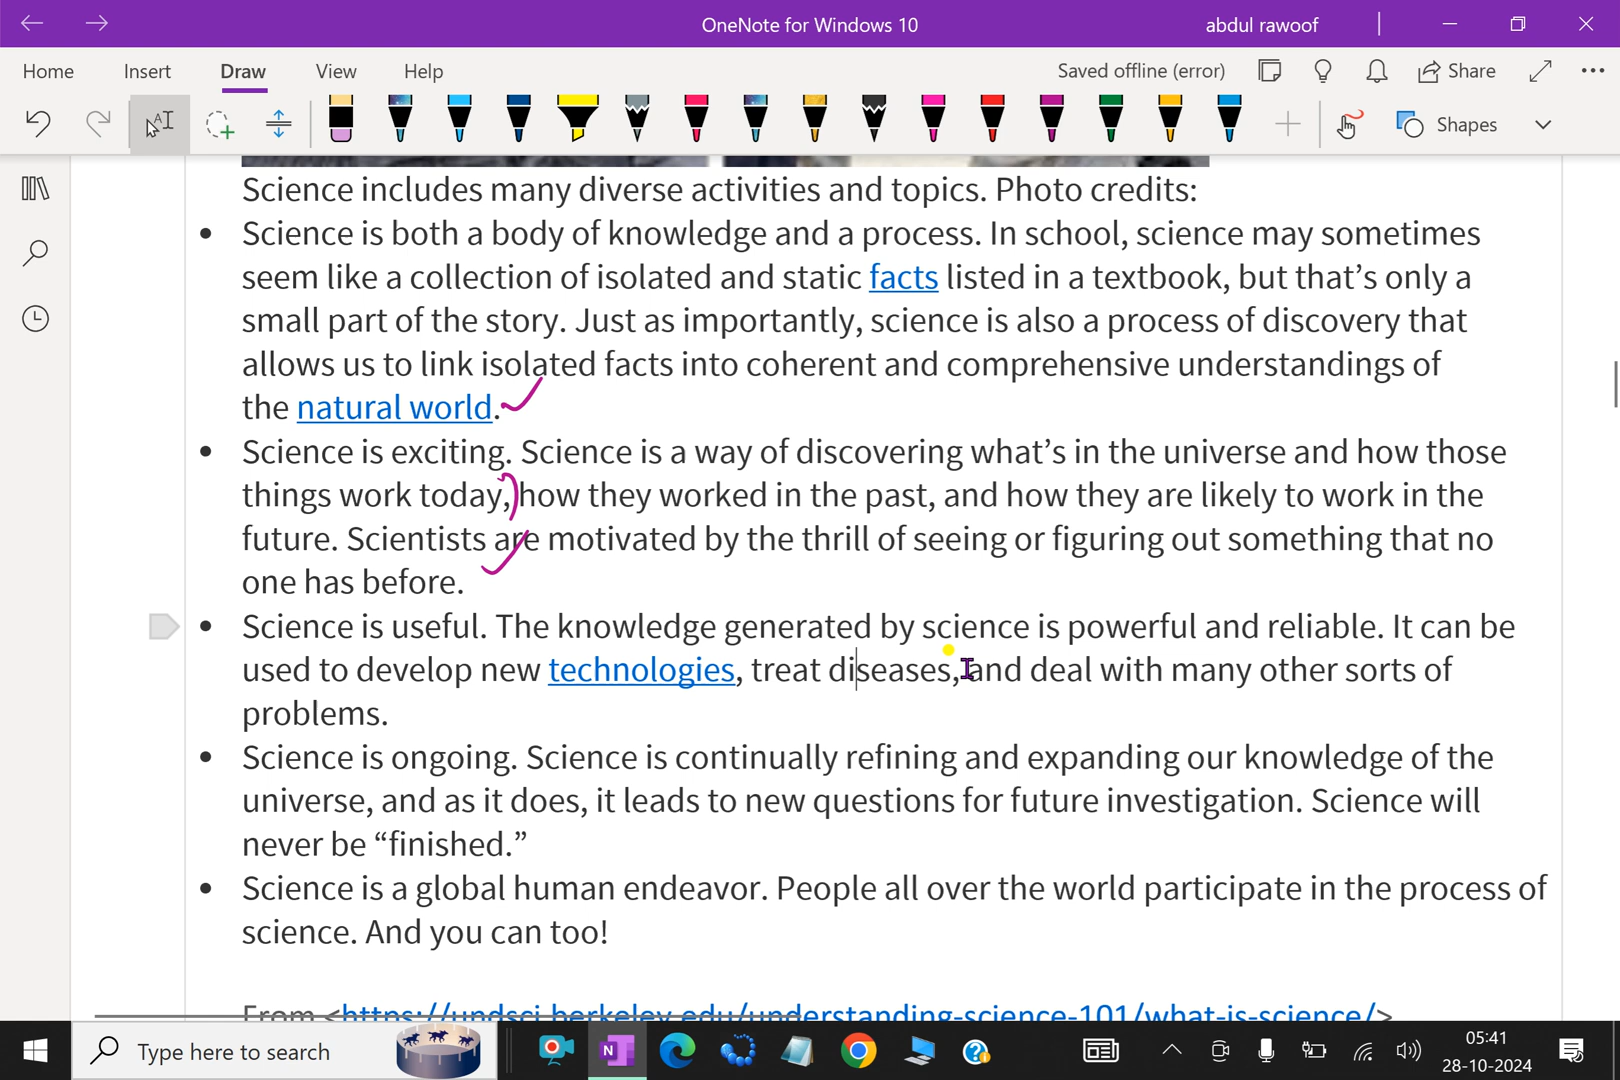 OneNote for Windows 10
abdul rawoof
Home Insert Draw View Help
Saved offline (error)
Share
Shapes
Science includes many diverse activities and topics. Photo credits:
• Science is both a body of knowledge and a process. In school, science may sometimes
seem like a collection of isolated and static facts listed in a textbook, but that’s only a
small part of the story. Just as importantly, science is also a process of discovery that
allows us to link isolated facts into coherent and comprehensive understandings of
the natural world.
• Science is exciting. Science is a way of discovering what’s in the universe and how those
things work today, how they worked in the past, and how they are likely to work in the
future. Scientists are motivated by the thrill of seeing or figuring out something that no
one has before.
• Science is useful. The knowledge generated by science is powerful and reliable. It can be
used to develop new technologies, treat diseases, and deal with many other sorts of
problems.
• Science is ongoing. Science is continually refining and expanding our knowledge of the
universe, and as it does, it leads to new questions for future investigation. Science will
never be “finished.”
• Science is a global human endeavor. People all over the world participate in the process of
science. And you can too!
From <https://undsci.berkeley.edu/understanding-science-101/what-is-science/>
Type here to search
05:41
28-10-2024